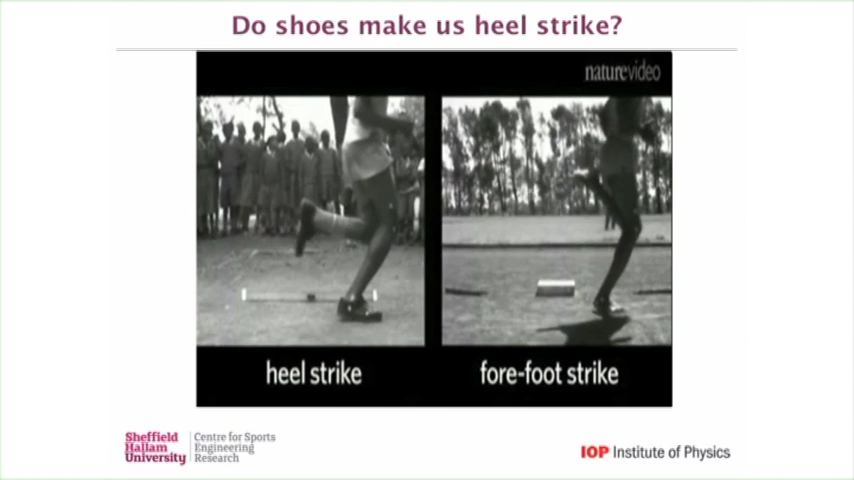 Do shoes make us heel strike?
naturevideo
heel strike
fore-foot strike
Sheffield
Hallam
University
Centre for Sports
Engineering
Research
IOP Institute of Physics